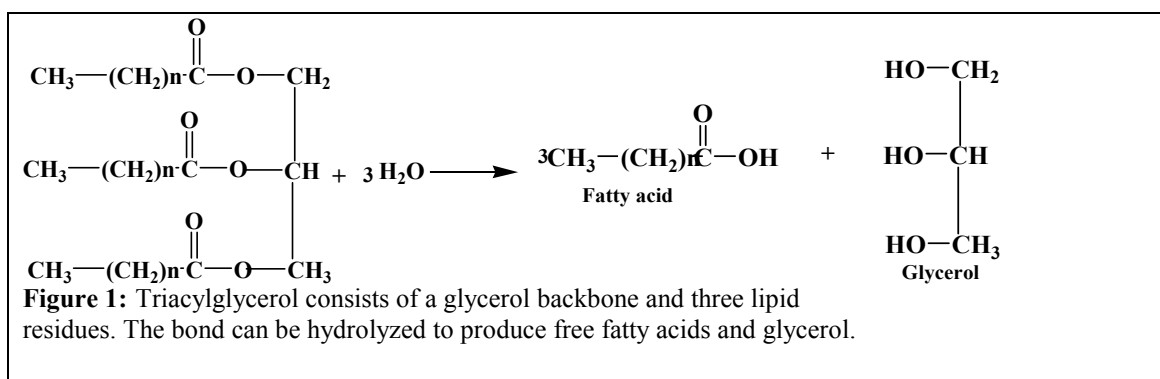 O
CH₃—(CH₂)n-C—O—CH₂
O
CH₃—(CH₂)n-C—O—CH + 3 H₂O
O
CH₃—(CH₂)n-C—O—CH₃
O
3CH₃—(CH₂)nC—OH
Fatty acid
+
HO—CH₂
HO—CH
HO—CH₃
Glycerol
Figure 1: Triacylglycerol consists of a glycerol backbone and three lipid
residues. The bond can be hydrolyzed to produce free fatty acids and glycerol.